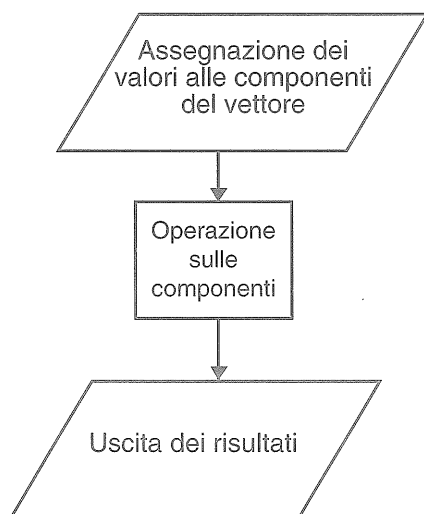 Assegnazione dei
valori alle componenti
del vettore
Operazione
sulle
componenti
Uscita dei risultati